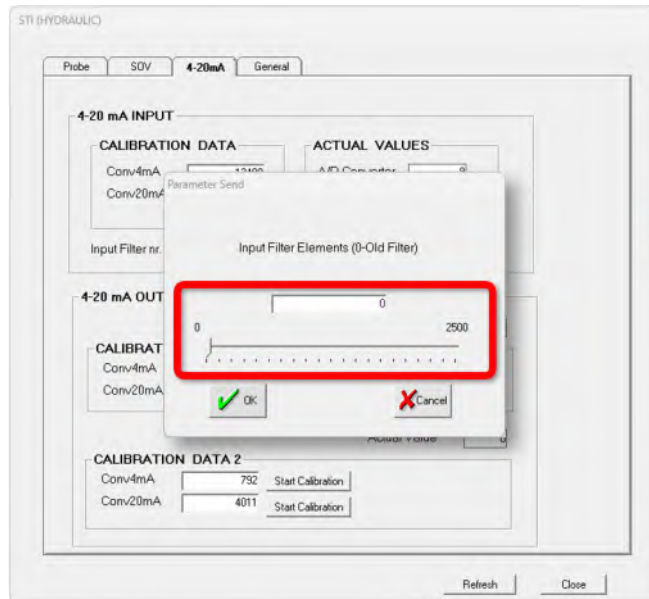 STI (HYDRAULIC)
Probe SOV 4-20mA General
4-20 mA INPUT
CALIBRATION DATA ACTUAL VALUES
Conv4mA
Conv20mA
Parameter Send
Input Filter nr.
Input Filter Elements (0-Old Filter)
4-20 mA OUT
0
0 2500
CALIBRAT
Conv4mA
Conv20mA
OK Cancel
Actual Value 0
CALIBRATION DATA 2
Conv4mA 792 Start Calibration
Conv20mA 4011 Start Calibration
Refresh Close